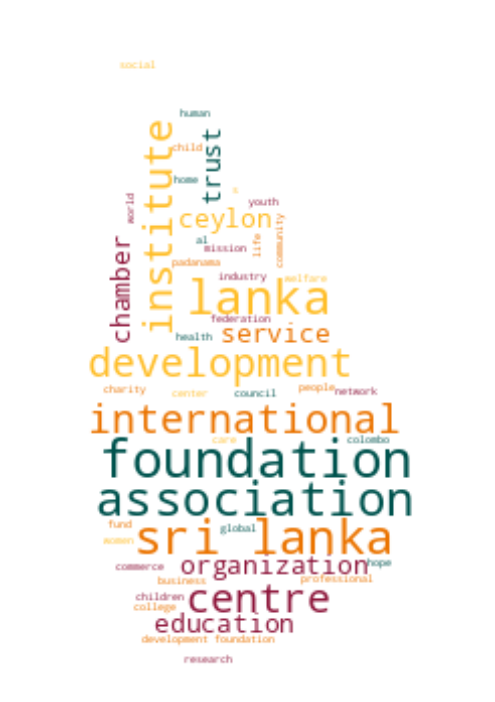 social
human
institute
child
trust
home
s
world
youth
ceylon
community
al
mission
life
chamber
padanama
industry
welfare
lanka
federation
health
service
development
charity
center
council
people
network
international
care
colombo
foundation
association
fund
global
women
sri lanka
commerce
organization
hope
business
professional
children
centre
college
education
development foundation
research